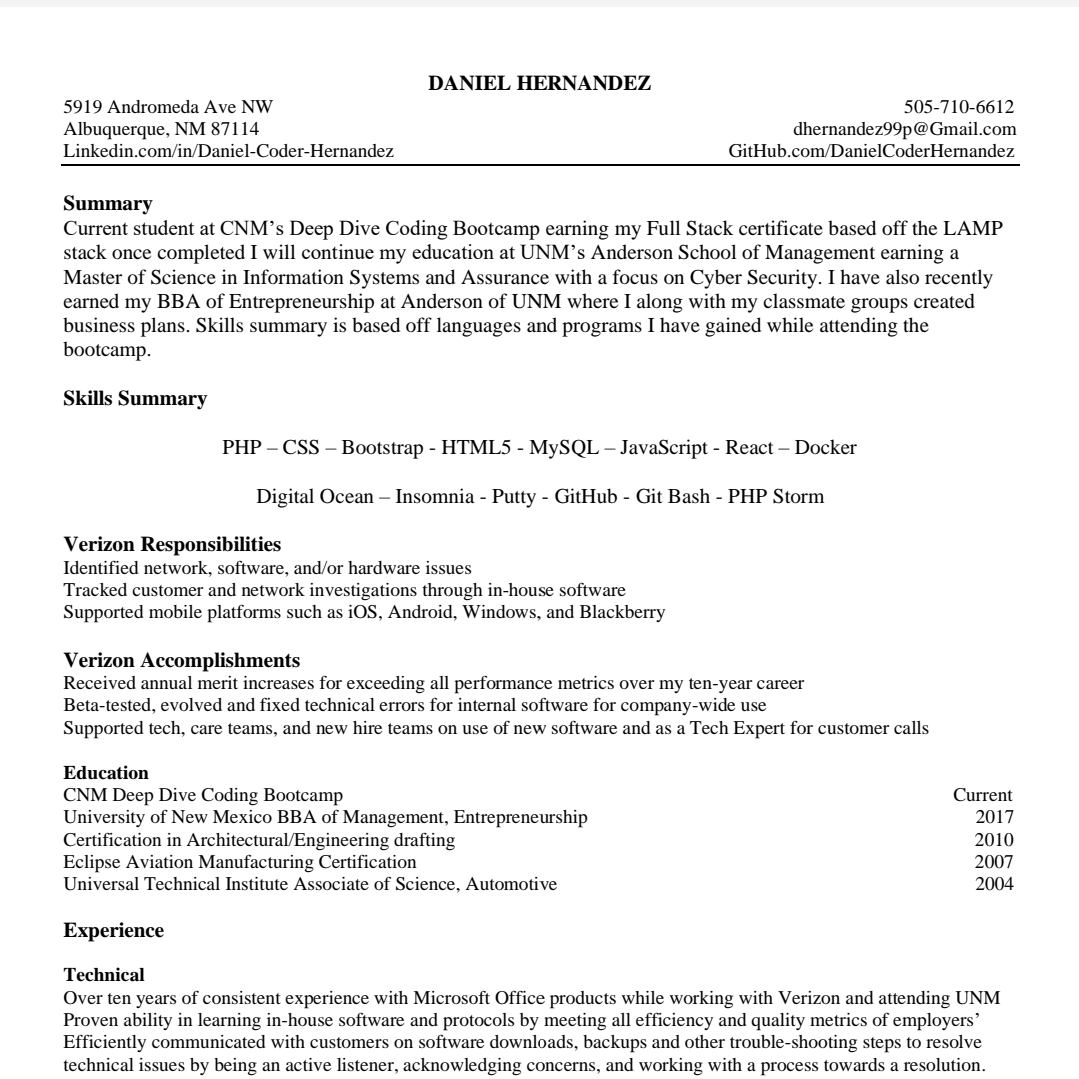 DANIEL HERNANDEZ
5919 Andromeda Ave NW 505-710-6612
Albuquerque, NM 87114 dhernandez99p@Gmail.com
Linkedin.com/in/Daniel-Coder-Hernandez GitHub.com/DanielCoderHernandez
Summary
Current student at CNM's Deep Dive Coding Bootcamp earning my Full Stack certificate based off the LAMP
stack once completed I will continue my education at UNM's Anderson School of Management earning a
Master of Science in Information Systems and Assurance with a focus on Cyber Security. I have also recently
earned my BBA of Entrepreneurship at Anderson of UNM where I along with my classmate groups created
business plans. Skills summary is based off languages and programs I have gained while attending the
bootcamp.
Skills Summary
PHP – CSS – Bootstrap - HTML5 - MySQL – JavaScript - React – Docker
Digital Ocean – Insomnia - Putty - GitHub - Git Bash - PHP Storm
Verizon Responsibilities
Identified network, software, and/or hardware issues
Tracked customer and network investigations through in-house software
Supported mobile platforms such as iOS, Android, Windows, and Blackberry
Verizon Accomplishments
Received annual merit increases for exceeding all performance metrics over my ten-year career
Beta-tested, evolved and fixed technical errors for internal software for company-wide use
Supported tech, care teams, and new hire teams on use of new software and as a Tech Expert for customer calls
Education
CNM Deep Dive Coding Bootcamp Current
University of New Mexico BBA of Management, Entrepreneurship 2017
Certification in Architectural/Engineering drafting 2010
Eclipse Aviation Manufacturing Certification 2007
Universal Technical Institute Associate of Science, Automotive 2004
Experience
Technical
Over ten years of consistent experience with Microsoft Office products while working with Verizon and attending UNM
Proven ability in learning in-house software and protocols by meeting all efficiency and quality metrics of employers'
Efficiently communicated with customers on software downloads, backups and other trouble-shooting steps to resolve
technical issues by being an active listener, acknowledging concerns, and working with a process towards a resolution.